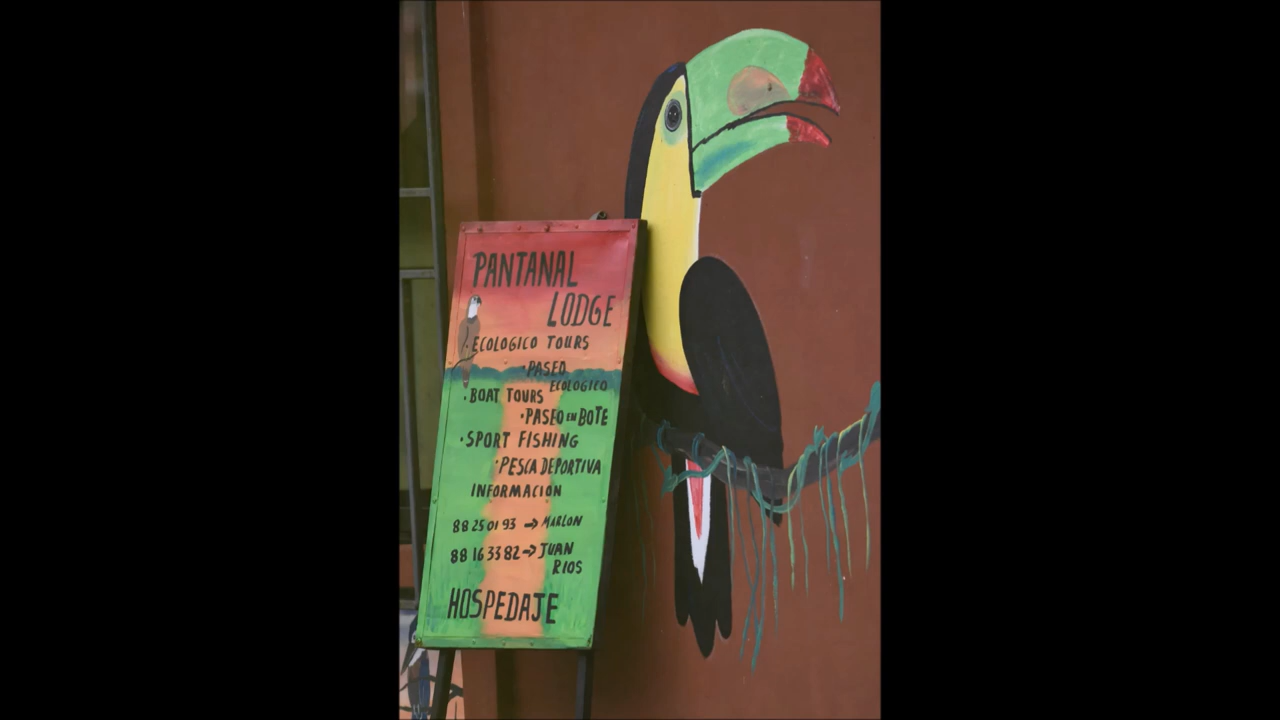 PANTANAL
LODGE
· ECOLOGICO TOURS
· PASEO
ECOLOGICO
· BOAT TOURS
· PASEO EN BOTE
· SPORT FISHING
· PESCA DEPORTIVA
INFORMACION
88 25 01 93 → MARLON
88 16 33 82 → JUAN
RIOS
HOSPEDAJE